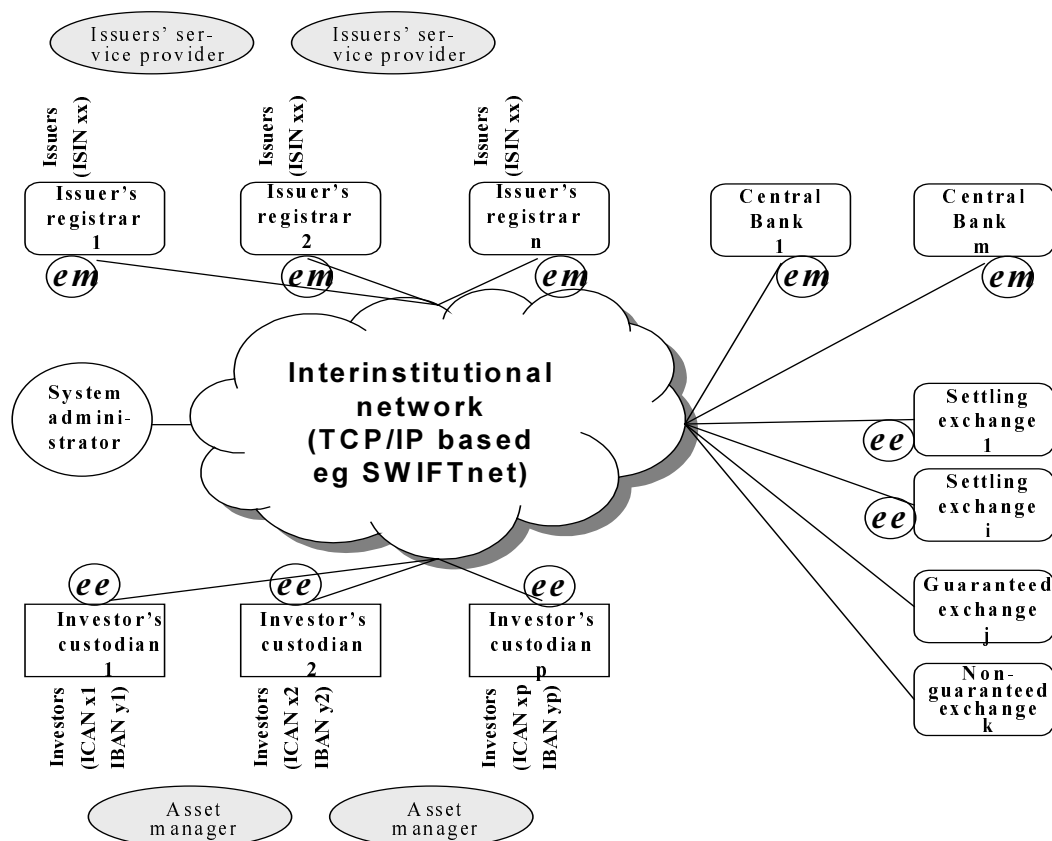 Issuers' ser-
vice provider
Issuers' ser-
vice provider
Issuers
(ISIN xx)
Issuers
(ISIN xx)
Issuers
(ISIN xx)
Issuer's
registrar
1
Issuer's
registrar
2
Issuer's
registrar
n
Central
Bank
1
Central
Bank
m
em
em
em
em
em
System
admini-
strator
Interinstitutional
network
(TCP/IP based
eg SWIFTnet)
Settling
exchange
1
ee
Settling
exchange
i
ee
Guaranteed
exchange
j
Non-
guaranteed
exchange
k
ee
ee
ee
Investor's
custodian
1
Investor's
custodian
2
Investor's
custodian
p
Investors
(ICAN x1
IBAN y1)
Investors
(ICAN x2
IBAN y2)
Investors
(ICAN xp
IBAN yp)
Asset
manager
Asset
manager